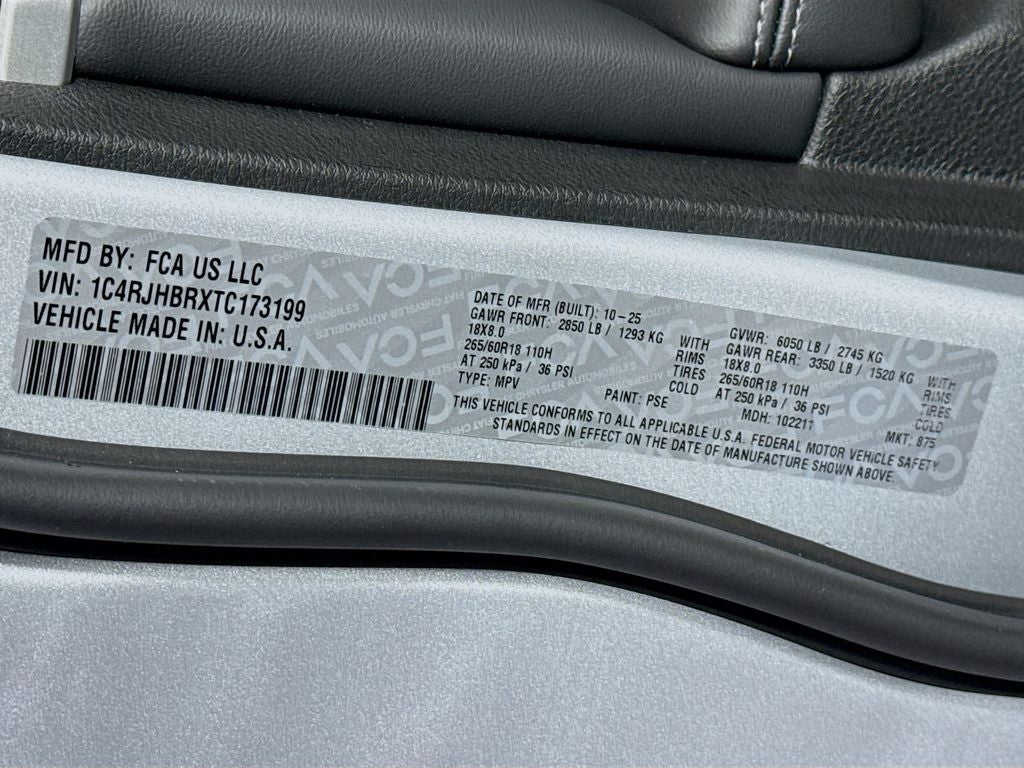 MFD BY: FCA US LLC
VIN: 1C4RJHBRXTC173199
VEHICLE MADE IN: U.S.A.
DATE OF MFR (BUILT): 10-25
GAWR FRONT: 2850 LB / 1293 KG WITH
18X8.0 RIMS
265/60R18 110H TIRES
AT 250 kPa / 36 PSI COLD
TYPE: MPV PAINT: PSE
GVWR: 6050 LB / 2745 KG
GAWR REAR: 3350 LB / 1520 KG WITH
18X8.0 RIMS
265/60R18 110H TIRES
AT 250 kPa / 36 PSI COLD
MDH: 102211 MKT: 875
THIS VEHICLE CONFORMS TO ALL APPLICABLE U.S.A. FEDERAL MOTOR VEHICLE SAFETY
STANDARDS IN EFFECT ON THE DATE OF MANUFACTURE SHOWN ABOVE.